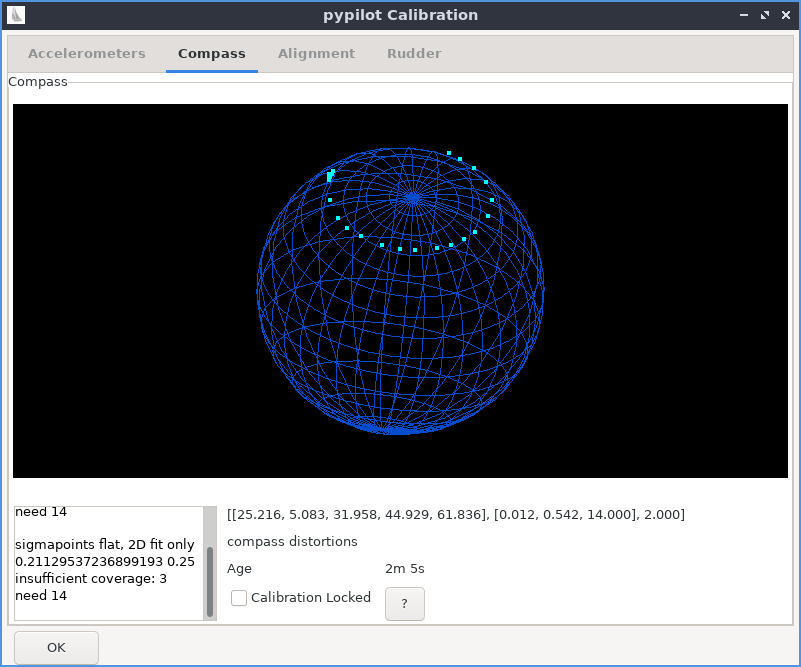 pypilot Calibration
Accelerometers Compass Alignment Rudder
Compass
need 14
sigmapoints flat, 2D fit only
0.21129537236899193 0.25
insufficient coverage: 3
need 14
[[25.216, 5.083, 31.958, 44.929, 61.836], [0.012, 0.542, 14.000], 2.000]
compass distortions
Age 2m 5s
Calibration Locked ?
OK